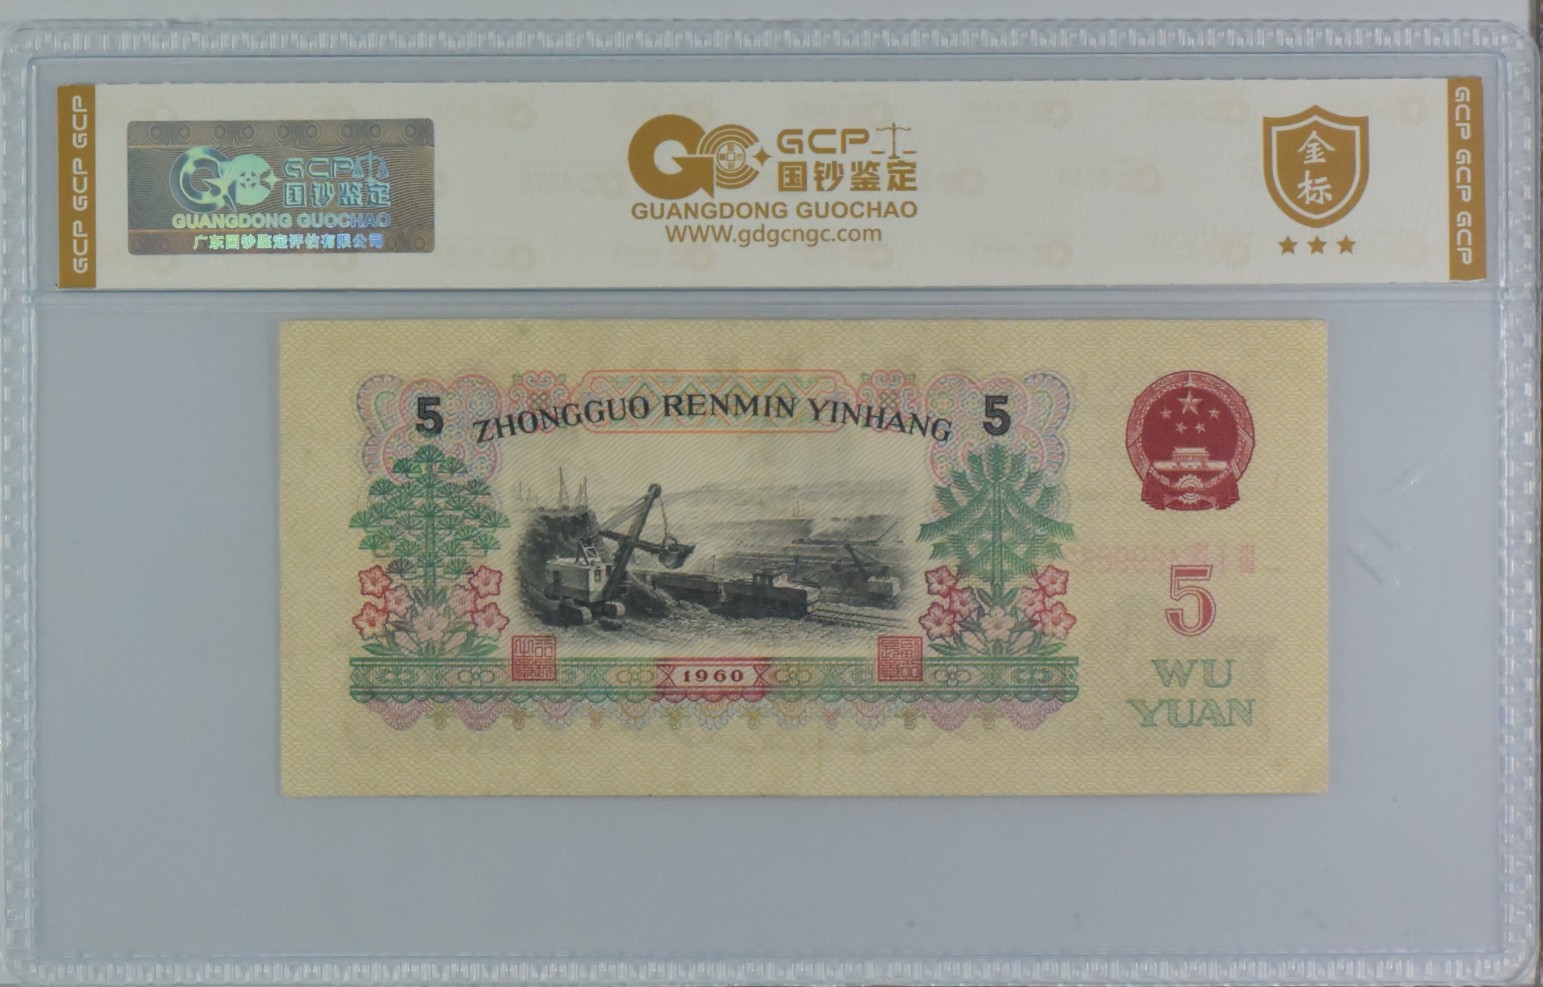 GCP GCP GCP
GCP
国钞鉴定
GUANGDONG GUOCHAO
广东国钞鉴定评估有限公司
GCP
国钞鉴定
GUANGDONG GUOCHAO
WWW.gdgcngc.com
金
标
GCP GCP GCP
5 ZHONGGUO RENMIN YINHANG 5
5
1960
WU
YUAN